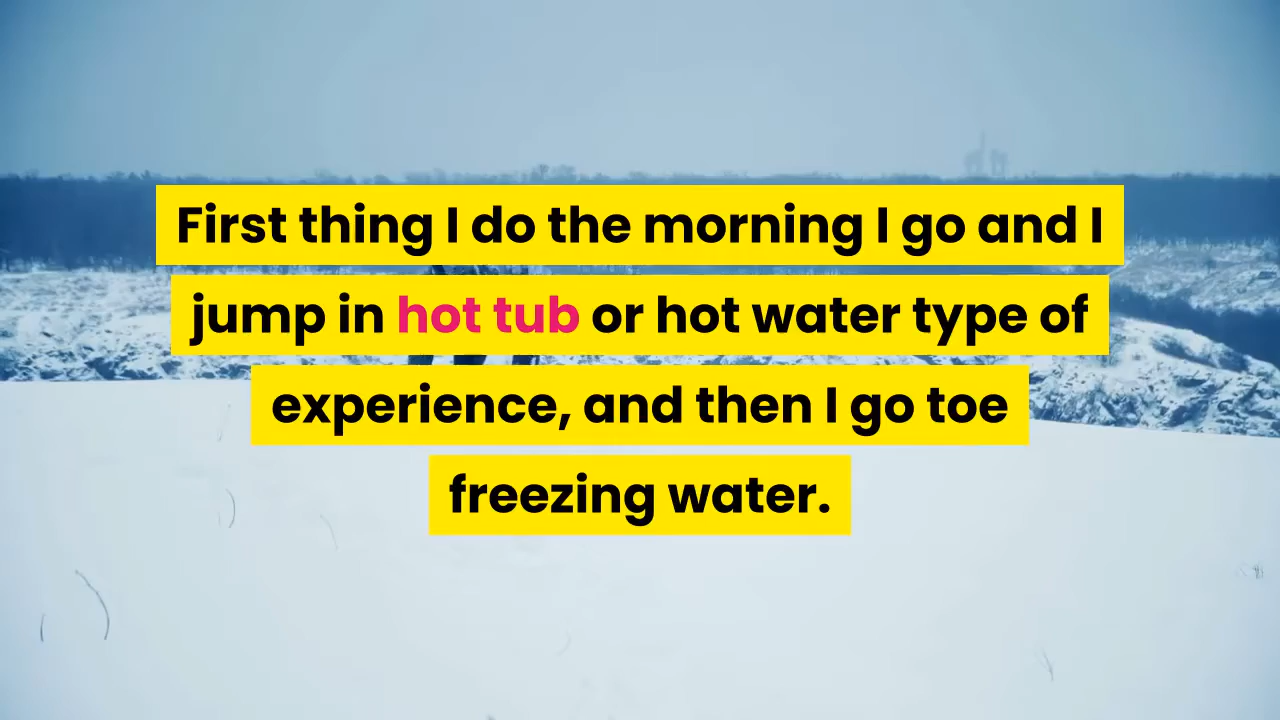 First thing I do the morning I go and I
jump in hot tub or hot water type of
experience, and then I go toe
freezing water.